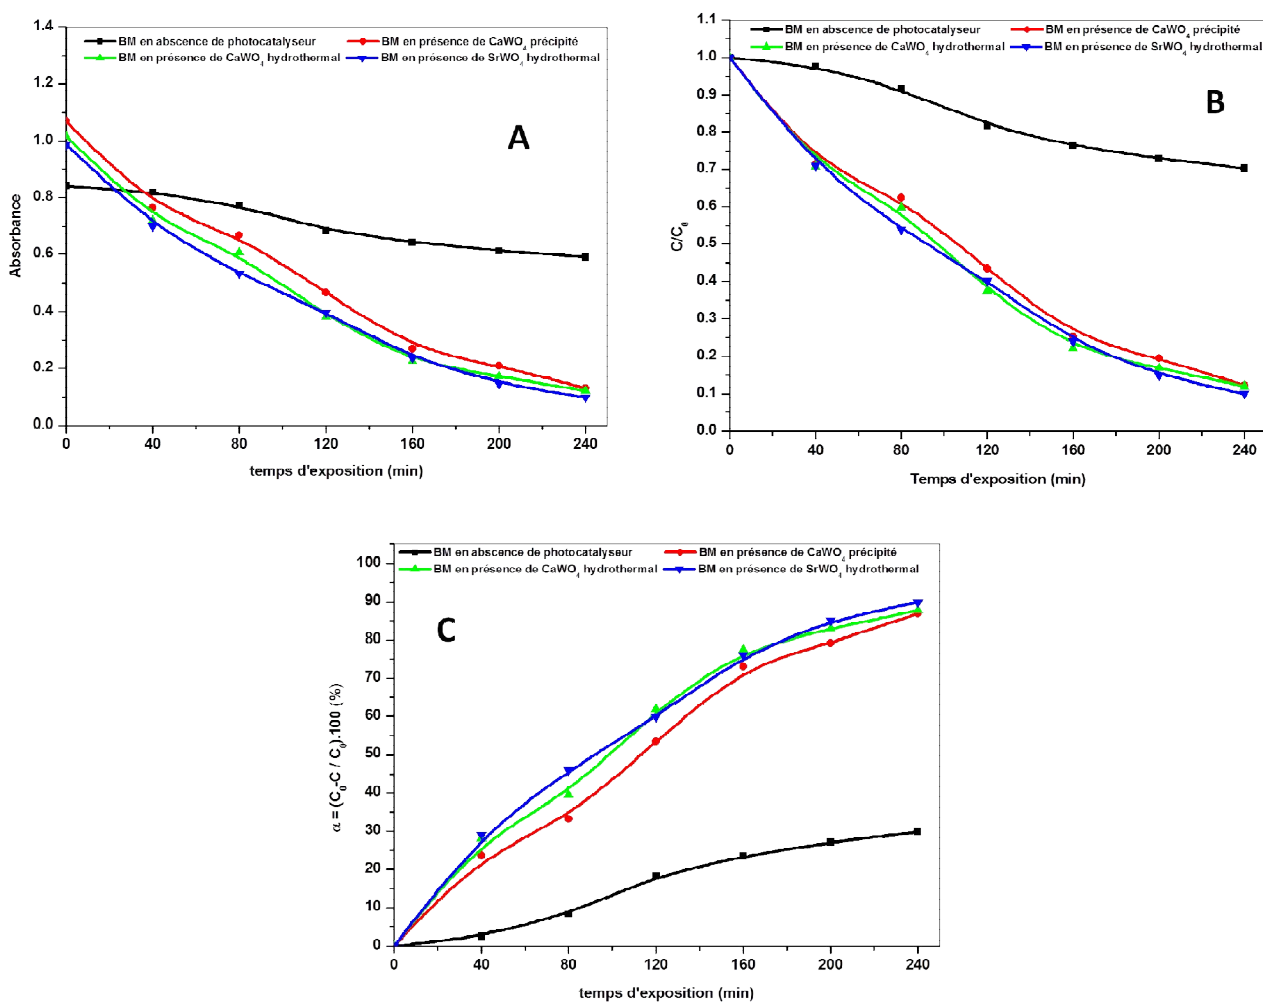 BM en abscence de photocatalyseur
BM en présence de CaWO4 précipité
BM en présence de CaWO4 hydrothermal
BM en présence de SrWO4 hydrothermal
A
Absorbance
1.4
1.2
1.0
0.8
0.6
0.4
0.2
0.0
0 40 80 120 160 200 240
temps d'exposition (min)
BM en abscence de photocatalyseur
BM en présence de CaWO4 précipité
BM en présence de CaWO4 hydrothermal
BM en présence de SrWO4 hydrothermal
B
C/C0
1.1
1.0
0.9
0.8
0.7
0.6
0.5
0.4
0.3
0.2
0.1
0.0
0 40 80 120 160 200 240
Temps d'exposition (min)
BM en abscence de photocatalyseur
BM en présence de CaWO4 précipité
BM en présence de CaWO4 hydrothermal
BM en présence de SrWO4 hydrothermal
C
α = (C0-C / C0).100 (%)
100
90
80
70
60
50
40
30
20
10
0
0 40 80 120 160 200 240
temps d'exposition (min)